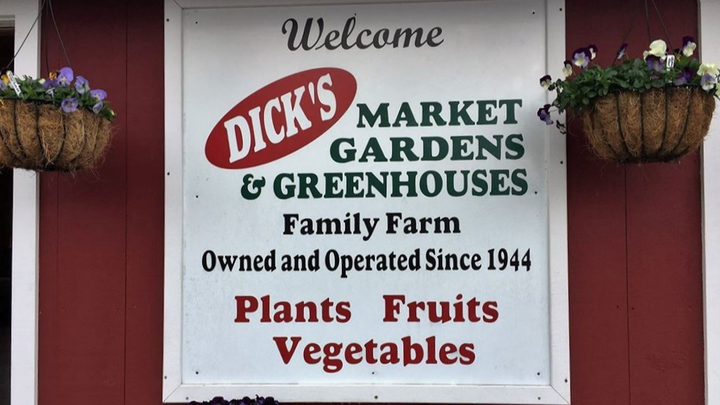 Welcome
DICK'S MARKET
GARDENS
& GREENHOUSES
Family Farm
Owned and Operated Since 1944
Plants Fruits
Vegetables